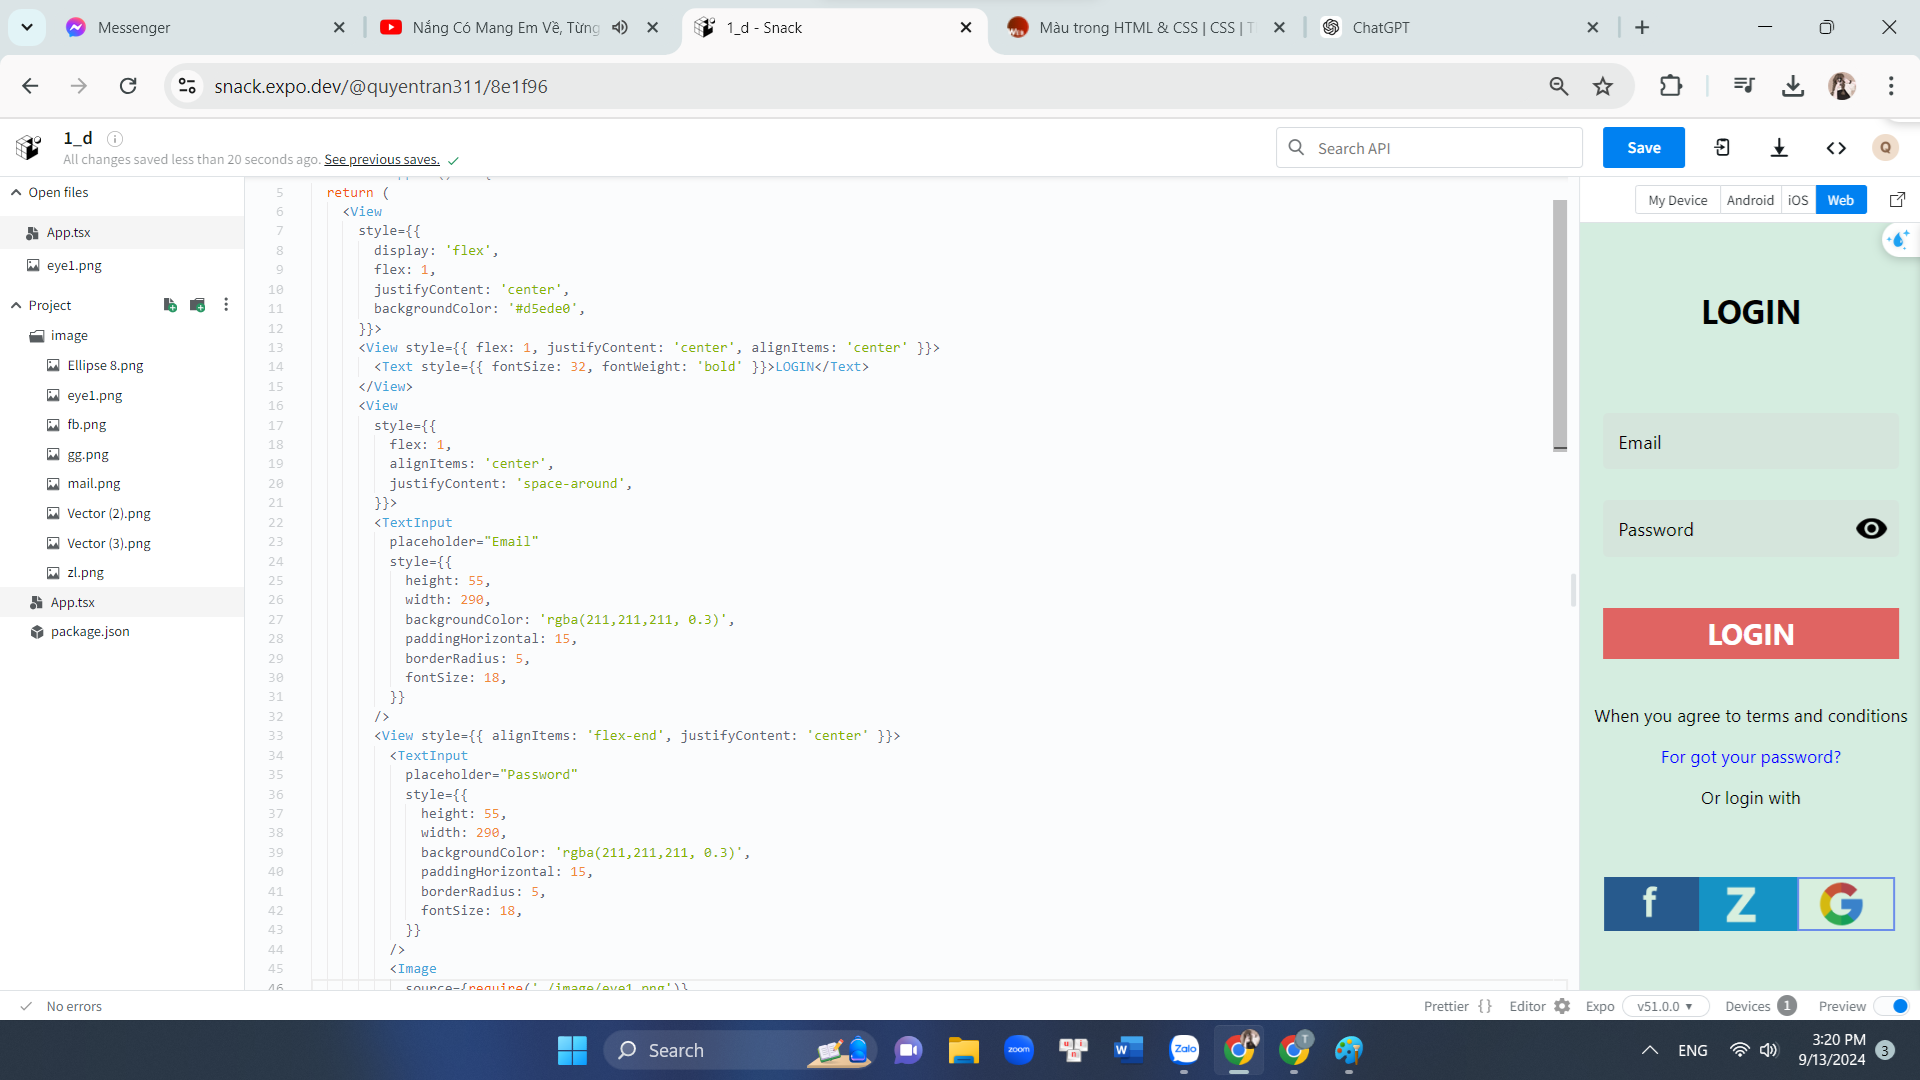 Messenger
Nắng Có Mang Em Về, Từng
1_d - Snack
Màu trong HTML & CSS | CSS | T
ChatGPT
snack.expo.dev/@quyentran311/8e1f96
1_d
All changes saved less than 20 seconds ago. See previous saves.
Search API
Save
Q
Open files
App.tsx
eye1.png
Project
image
Ellipse 8.png
eye1.png
fb.png
gg.png
mail.png
Vector (2).png
Vector (3).png
zl.png
App.tsx
package.json
5 return (
6 <View
7 style={{
8 display: 'flex',
9 flex: 1,
10 justifyContent: 'center',
11 backgroundColor: '#d5ede0',
12 }}>
13 <View style={{ flex: 1, justifyContent: 'center', alignItems: 'center' }}>
14 <Text style={{ fontSize: 32, fontWeight: 'bold' }}>LOGIN</Text>
15 </View>
16 <View
17 style={{
18 flex: 1,
19 alignItems: 'center',
20 justifyContent: 'space-around',
21 }}>
22 <TextInput
23 placeholder="Email"
24 style={{
25 height: 55,
26 width: 290,
27 backgroundColor: 'rgba(211,211,211, 0.3)',
28 paddingHorizontal: 15,
29 borderRadius: 5,
30 fontSize: 18,
31 }}
32 />
33 <View style={{ alignItems: 'flex-end', justifyContent: 'center' }}>
34 <TextInput
35 placeholder="Password"
36 style={{
37 height: 55,
38 width: 290,
39 backgroundColor: 'rgba(211,211,211, 0.3)',
40 paddingHorizontal: 15,
41 borderRadius: 5,
42 fontSize: 18,
43 }}
44 />
45 <Image
46 source={require('./image/eye1.png')}
My Device
Android
iOS
Web
LOGIN
Email
Password
LOGIN
When you agree to terms and conditions
For got your password?
Or login with
f
Z
G
No errors
Prettier {}
Editor
Expo
v51.0.0
Devices 1
Preview
Search
zoom
Zalo
T
ENG
3:20 PM
9/13/2024
3